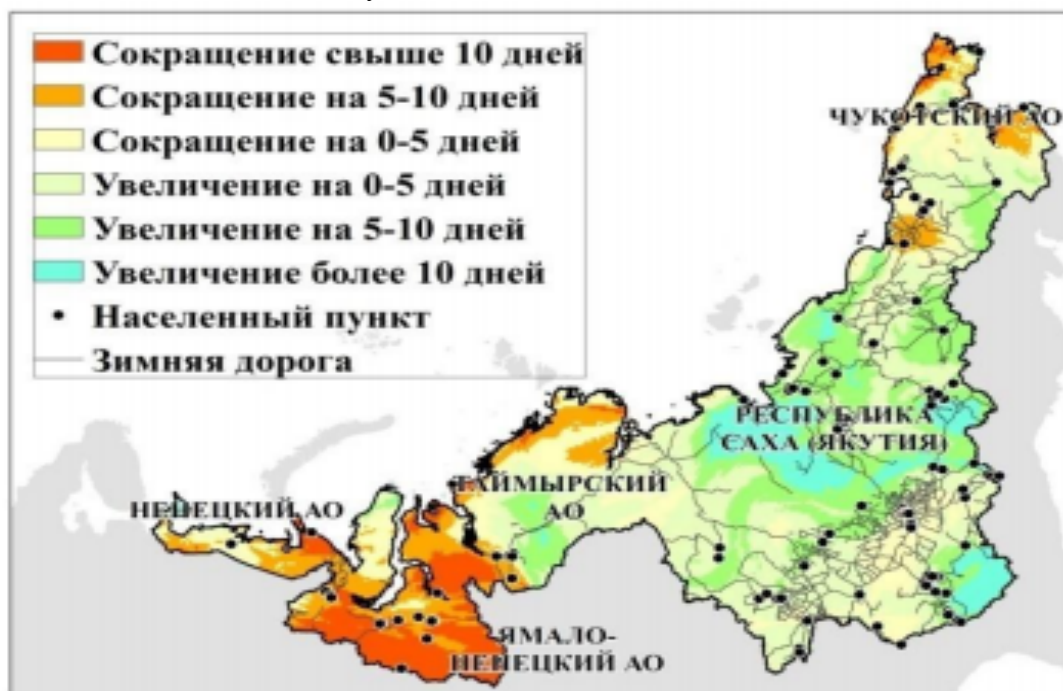 Сокращение свыше 10 дней
Сокращение на 5-10 дней
Сокращение на 0-5 дней
Увеличение на 0-5 дней
Увеличение на 5-10 дней
Увеличение более 10 дней
Населенный пункт
Зимняя дорога
ЧУКОТСКИЙ АО
РЕСПУБЛИКА
САХА (ЯКУТИЯ)
ТАЙМЫРСКИЙ
АО
НЕНЕЦКИЙ АО
ЯМАЛО-
НЕНЕЦКИЙ АО